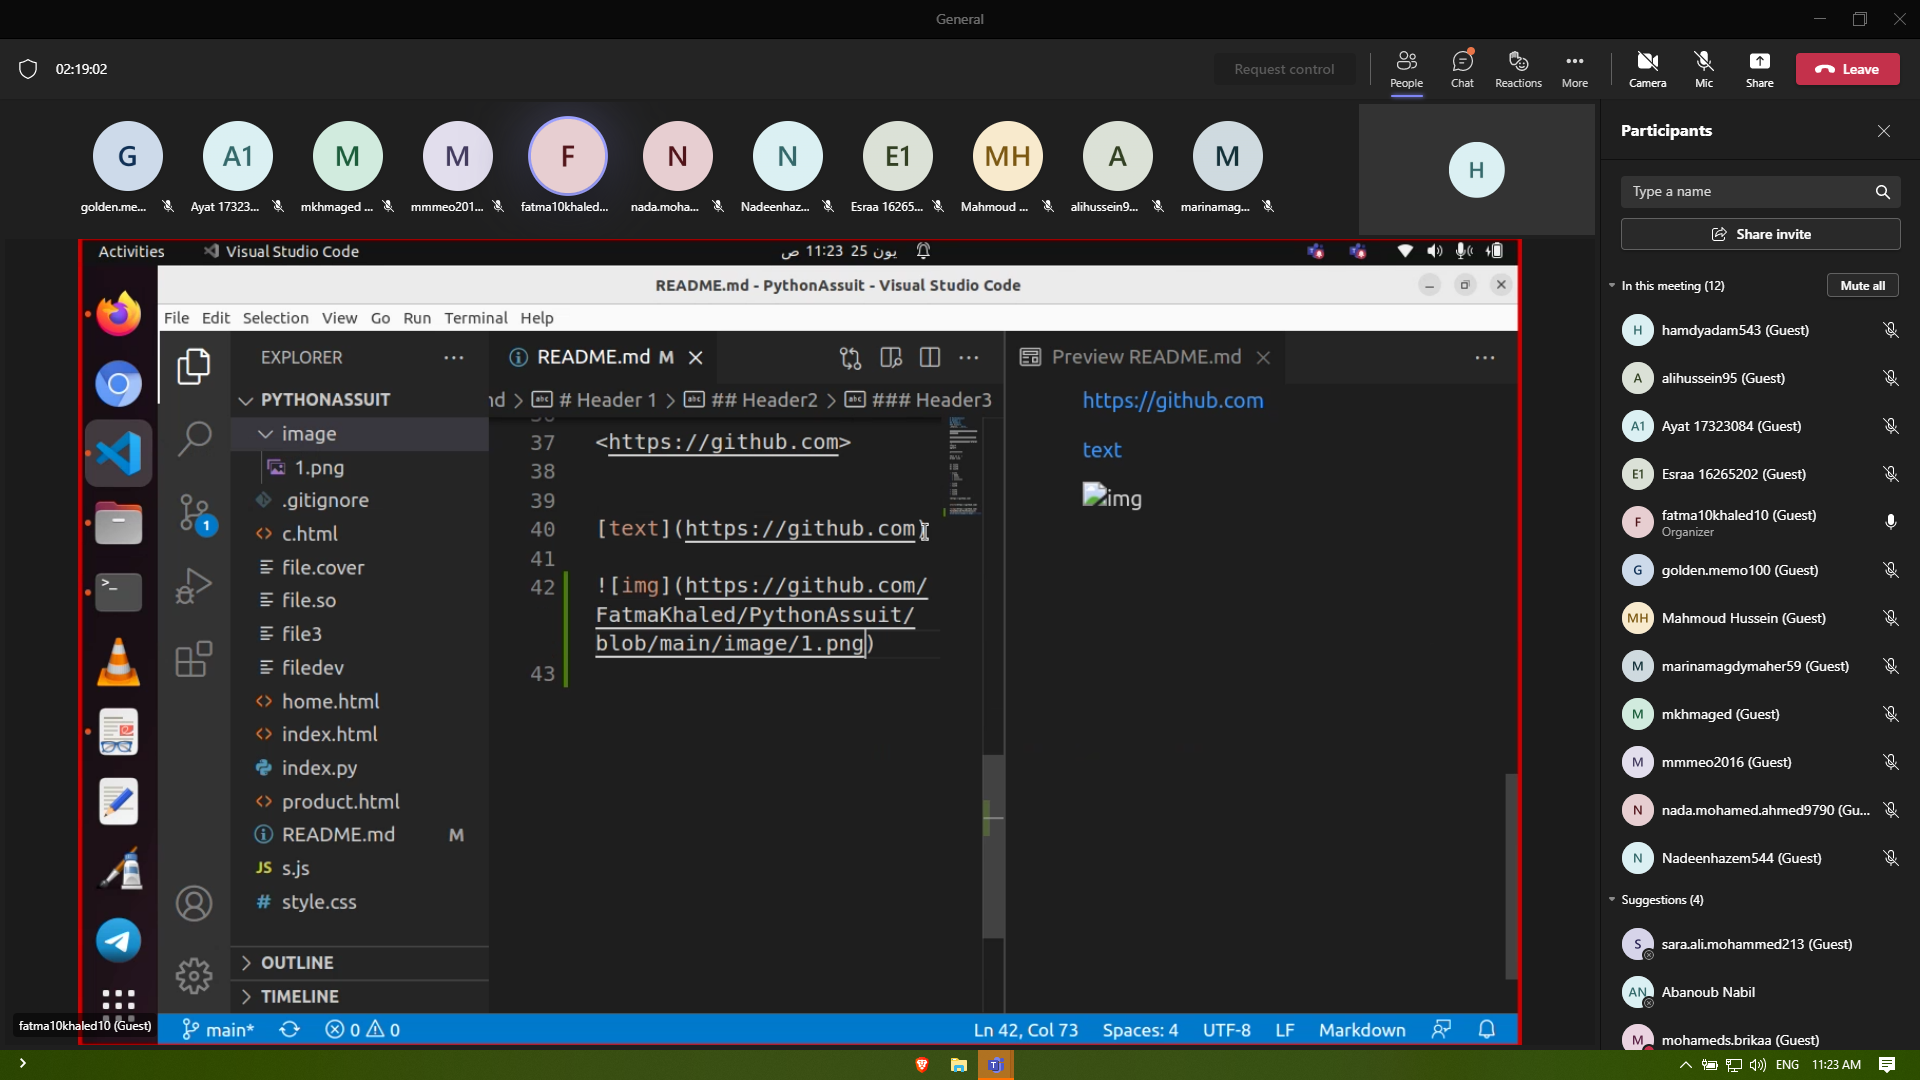 General
02:19:02
Request control
People
Chat
Reactions
More
Camera
Mic
Share
Leave
G
A1
M
M
F
N
N
E1
MH
A
M
H
golden.me...
Ayat 17323...
mkhmaged ...
mmmeo201...
fatma10khaled...
nada.moha...
Nadeenhaz...
Esraa 16265...
Mahmoud ...
alihussein9...
marinamag...
Activities
Visual Studio Code
يون 25 11:23 ص
README.md - PythonAssuit - Visual Studio Code
File Edit Selection View Go Run Terminal Help
EXPLORER
PYTHONASSUIT
image
1.png
.gitignore
c.html
file.cover
file.so
file3
filedev
home.html
index.html
index.py
product.html
README.md M
JS s.js
# style.css
OUTLINE
TIMELINE
1
README.md M
nd > # Header 1 > ## Header2 > ### Header3
36
37 <https://github.com>
38
39
40 [text](https://github.com)
41
42 ![img](https://github.com/
FatmaKhaled/PythonAssuit/
blob/main/image/1.png)
43
Preview README.md
https://github.com
text
img
main* 0 0
Ln 42, Col 73
Spaces: 4
UTF-8
LF
Markdown
fatma10khaled10 (Guest)
Participants
Type a name
Share invite
In this meeting (12)
Mute all
H hamdyadam543 (Guest)
A alihussein95 (Guest)
A1 Ayat 17323084 (Guest)
E1 Esraa 16265202 (Guest)
F fatma10khaled10 (Guest)
Organizer
G golden.memo100 (Guest)
MH Mahmoud Hussein (Guest)
M marinamagdymaher59 (Guest)
M mkhmaged (Guest)
M mmmeo2016 (Guest)
N nada.mohamed.ahmed9790 (Gu...
N Nadeenhazem544 (Guest)
Suggestions (4)
S sara.ali.mohammed213 (Guest)
AN Abanoub Nabil
M mohameds.brikaa (Guest)
ENG
11:23 AM